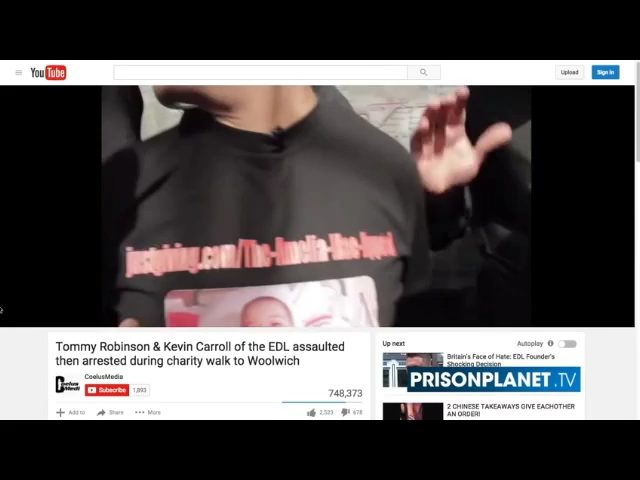 YouTube
Upload
Sign in
justgiving.com/The-Amelia-Mae-Appeal
Tommy Robinson & Kevin Carroll of the EDL assaulted
then arrested during charity walk to Woolwich
Coelus
Medi
CoelusMedia
Subscribe 1,893
748,373
Add to Share More
2,523 678
Up next
Autoplay
Britain's Face of Hate: EDL Founder's
Shocking Decision
PRISONPLANET.TV
2 CHINESE TAKEAWAYS GIVE EACHOTHER
AN ORDER!